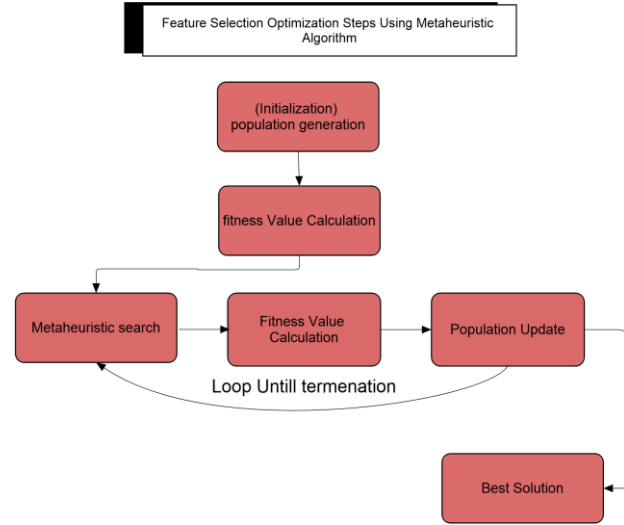 Feature Selection Optimization Steps Using Metaheuristic
Algorithm
(Initialization)
population generation
fitness Value Calculation
Metaheuristic search
Fitness Value
Calculation
Population Update
Loop Untill termenation
Best Solution